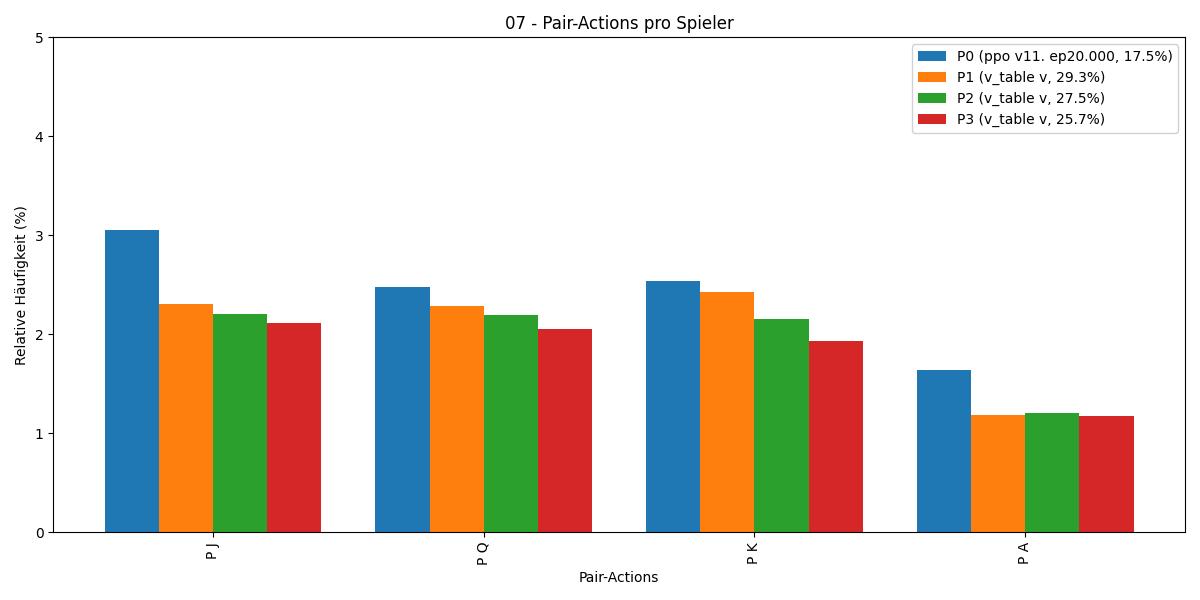 07 - Pair-Actions pro Spieler
P0 (ppo v11. ep20.000, 17.5%)
P1 (v_table v, 29.3%)
P2 (v_table v, 27.5%)
P3 (v_table v, 25.7%)
Relative Häufigkeit (%)
5
4
3
2
1
0
P J
P Q
P K
P A
Pair-Actions